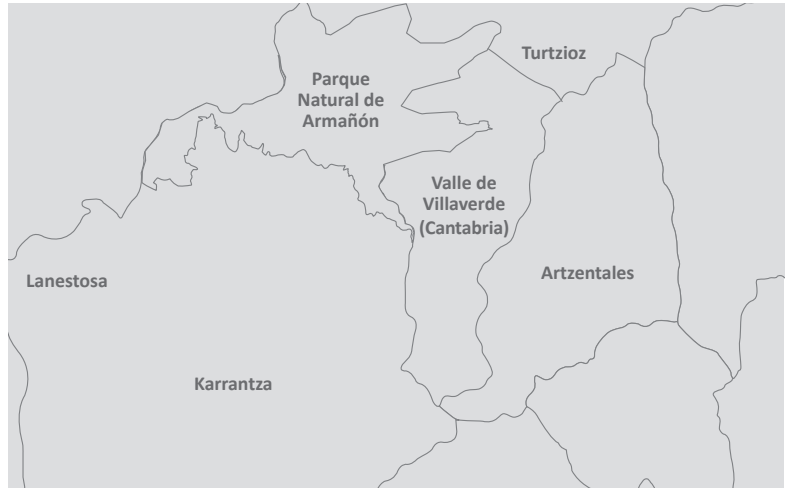 Turtzioz
Parque
Natural de
Armañón
Valle de
Villaverde
(Cantabria)
Lanestosa
Artzentales
Karrantza